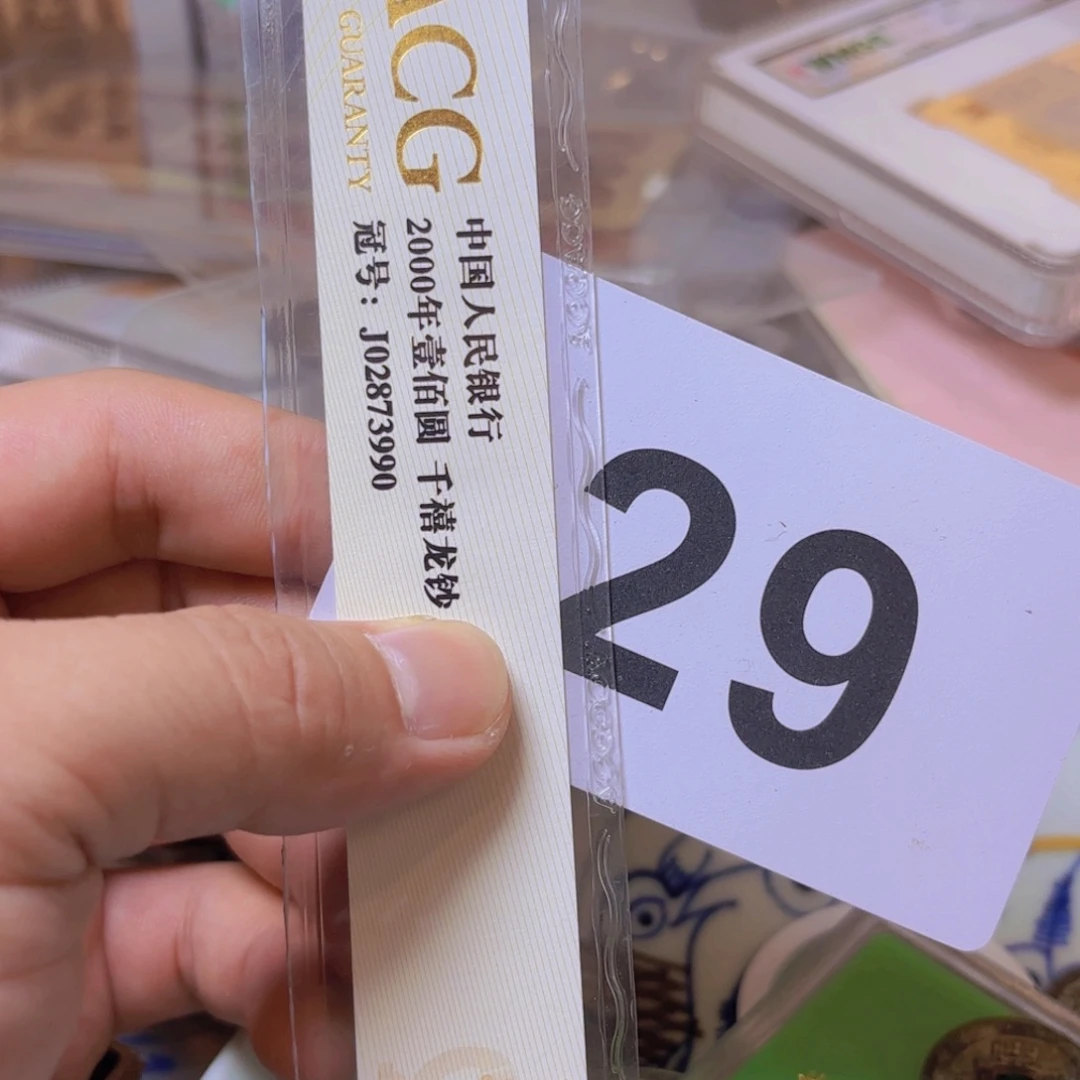 ACG
GUARANTY
中国人民银行
2000年壹佰圆 千禧龙钞
冠号: J02873990
29